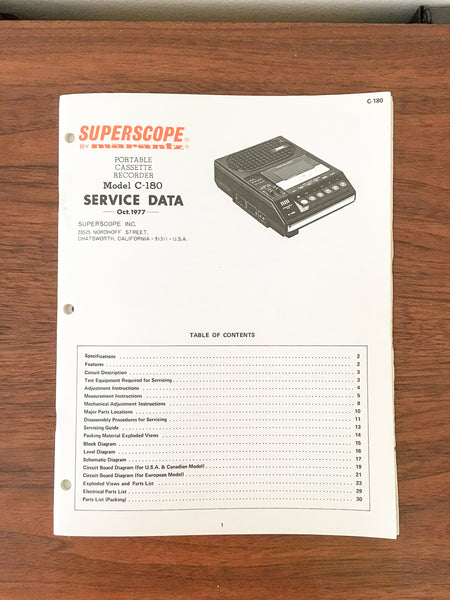 C-180
SUPERSCOPE®
BY marantz®
PORTABLE
CASSETTE
RECORDER
Model C-180
SERVICE DATA
Oct.1977
SUPERSCOPE INC.
20525 NORDHOFF STREET,
CHATSWORTH, CALIFORNIA • 91311 • U.S.A.
TABLE OF CONTENTS
Specifications 2
Features 2
Circuit Description 3
Test Equipment Required for Servicing 3
Adjustment Instructions 4
Measurement Instructions 5
Mechanical Adjustment Instructions 8
Major Parts Locations 10
Disassembly Procedures for Servicing 11
Servicing Guide 13
Packing Material Exploded Views 14
Block Diagram 15
Level Diagram 16
Schematic Diagram 17
Circuit Board Diagram (for U.S.A. & Canadian Model) 19
Circuit Board Diagram (for European Model) 21
Exploded Views and Parts List 23
Electrical Parts List 29
Parts List (Packing) 30
1